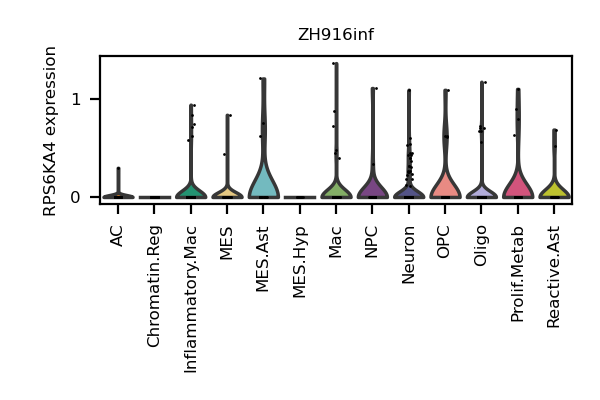 ZH916inf
RPS6KA4 expression
1
0
AC
Chromatin.Reg
Inflammatory.Mac
MES
MES.Ast
MES.Hyp
Mac
NPC
Neuron
OPC
Oligo
Prolif.Metab
Reactive.Ast